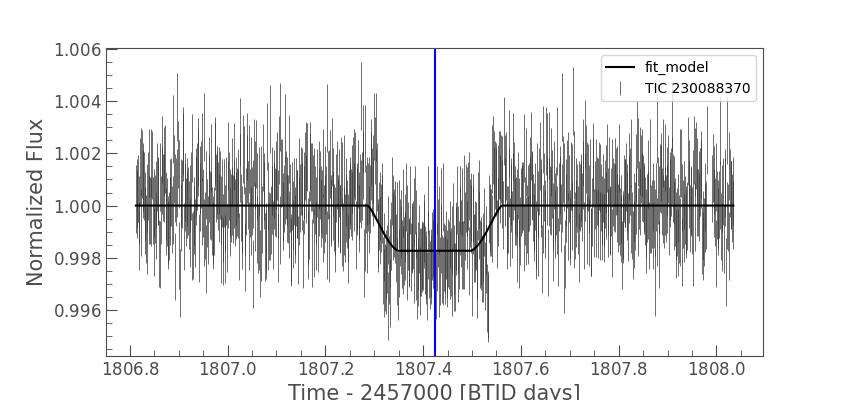 1.006
1.004
1.002
1.000
0.998
0.996
Normalized Flux
fit_model
TIC 230088370
1806.8 1807.0 1807.2 1807.4 1807.6 1807.8 1808.0
Time - 2457000 [BTJD days]